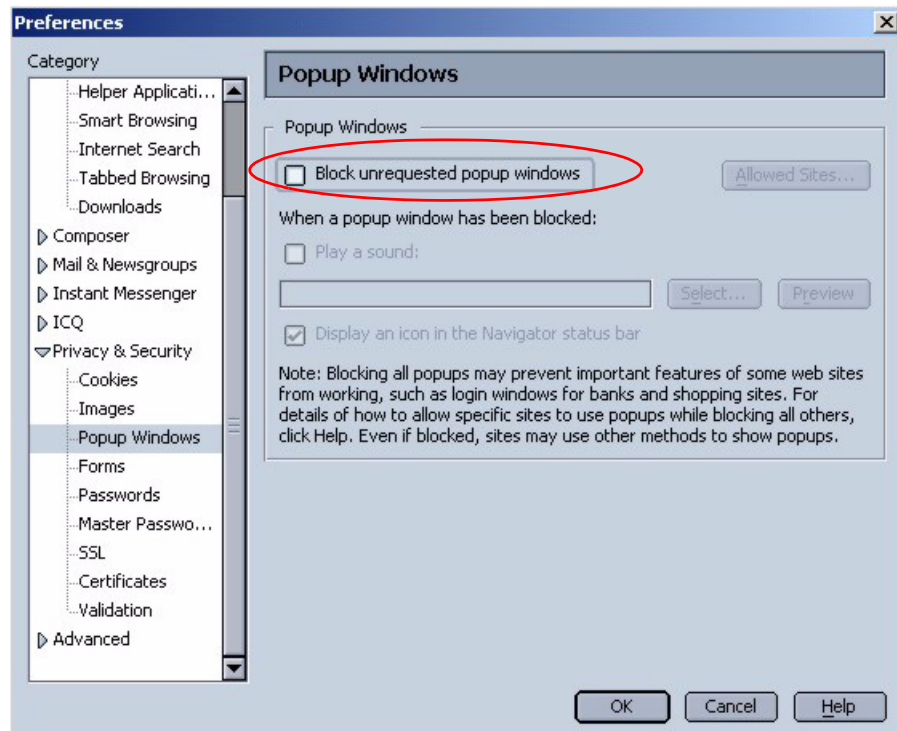 Preferences
Category
Helper Applicati...
Smart Browsing
Internet Search
Tabbed Browsing
Downloads
Composer
Mail & Newsgroups
Instant Messenger
ICQ
Privacy & Security
Cookies
Images
Popup Windows
Forms
Passwords
Master Passwo...
SSL
Certificates
Validation
Advanced
Popup Windows
Popup Windows
Block unrequested popup windows
Allowed Sites...
When a popup window has been blocked:
Play a sound:
Select...
Preview
Display an icon in the Navigator status bar
Note: Blocking all popups may prevent important features of some web sites
from working, such as login windows for banks and shopping sites. For
details of how to allow specific sites to use popups while blocking all others,
click Help. Even if blocked, sites may use other methods to show popups.
OK
Cancel
Help